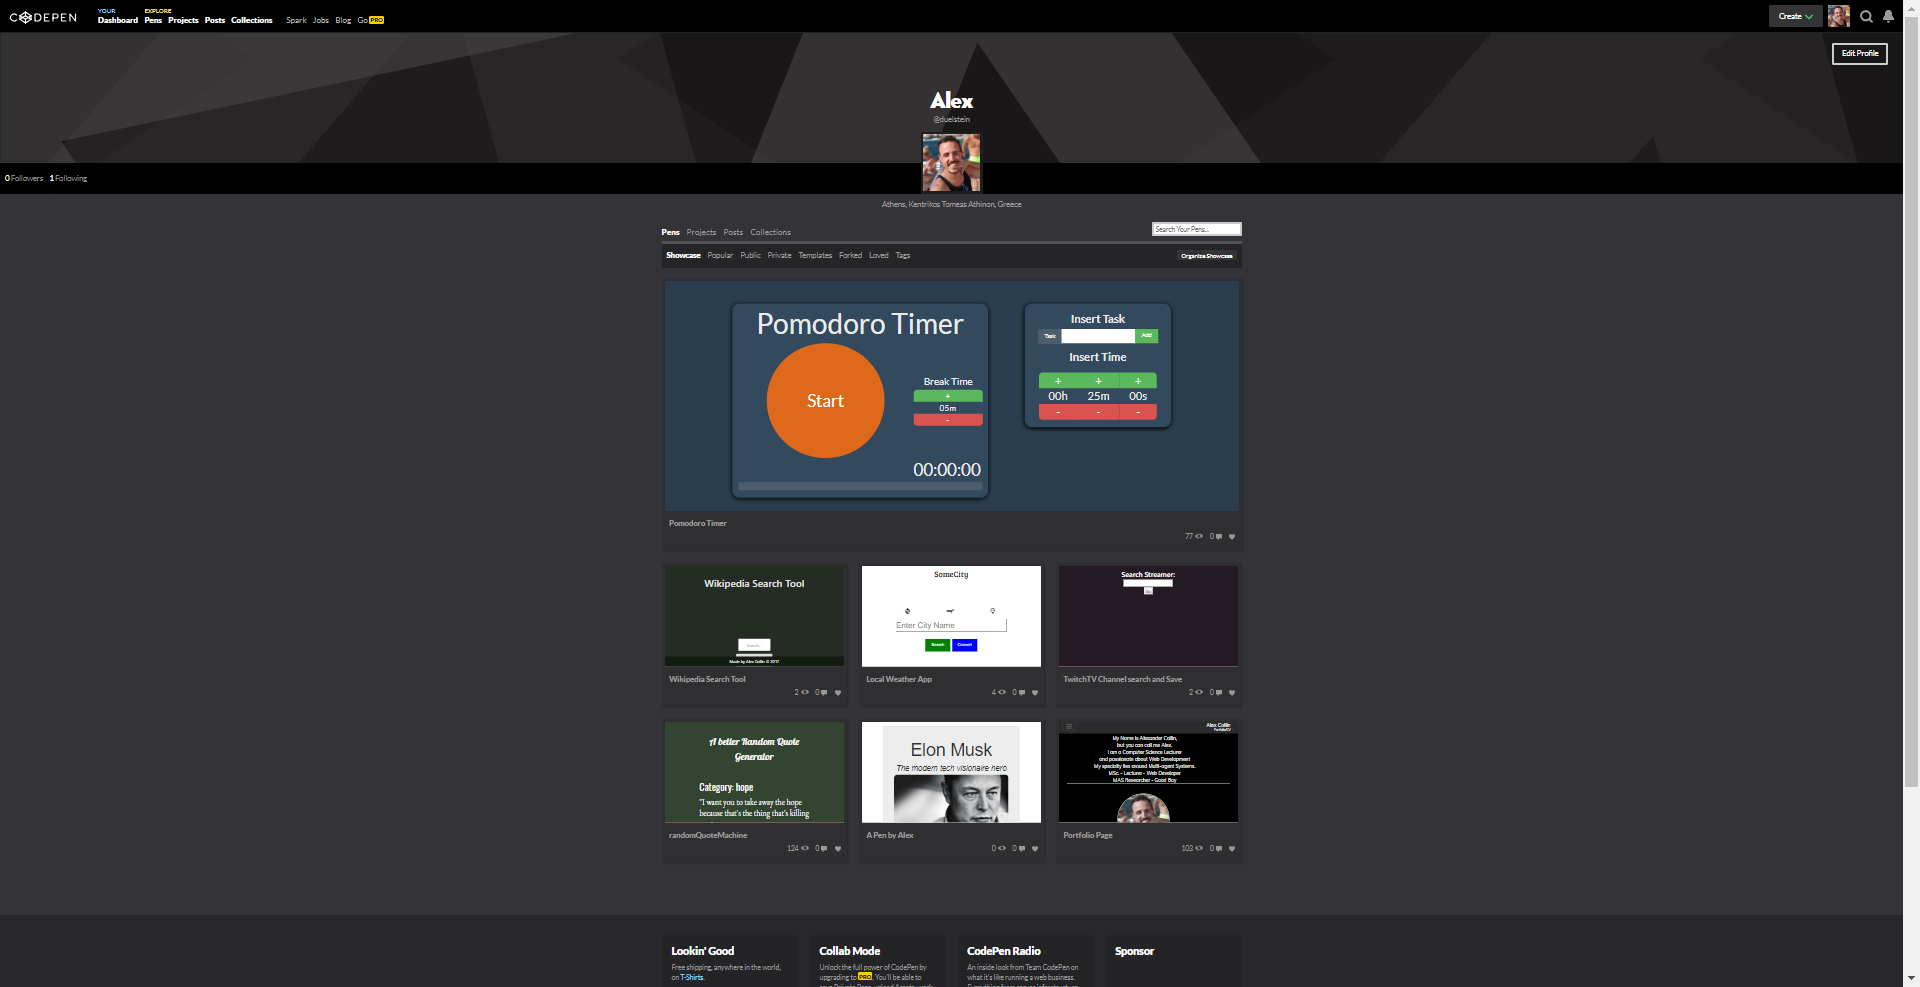 CODEPEN
YOUR
Dashboard
EXPLORE
Pens Projects Posts Collections
Spark Jobs Blog Go PRO
Create
Edit Profile
Alex
@duelstein
0 Followers 1 Following
Athens, Kentrikos Tomeas Athinon, Greece
Pens Projects Posts Collections
Search Your Pens...
Showcase Popular Public Private Templates Forked Loved Tags
Organize Showcase
Pomodoro Timer
Start
Break Time
+
05m
-
00:00:00
Insert Task
Task
Add
Insert Time
+ + +
00h 25m 00s
- - -
Pomodoro Timer
77 0
Wikipedia Search Tool
Search
Made by Alex Collin © 2017
Wikipedia Search Tool
2 0
SomeCity
Enter City Name
Search Convert
Local Weather App
4 0
Search Streamer:
TwitchTV Channel search and Save
2 0
A better Random Quote
Generator
Category: hope
"I want you to take away the hope
because that's the thing that's killing
randomQuoteMachine
124 0
Elon Musk
The modern tech visionaire hero
A Pen by Alex
0 0
Alex Collin
My Name is Alexander Collin,
but you can call me Alex.
I am a Computer Science Lecturer
and passionate about Web Development
My specialty lies around Multi-agent Systems.
MSc. - Lecturer - Web Developer
MAS Researcher - Good Boy
Portfolio Page
103 0
Lookin' Good
Free shipping, anywhere in the world,
on T-Shirts.
Collab Mode
Unlock the full power of CodePen by
upgrading to PRO. You'll be able to
CodePen Radio
An inside look from Team CodePen on
what it's like running a web business.
Sponsor